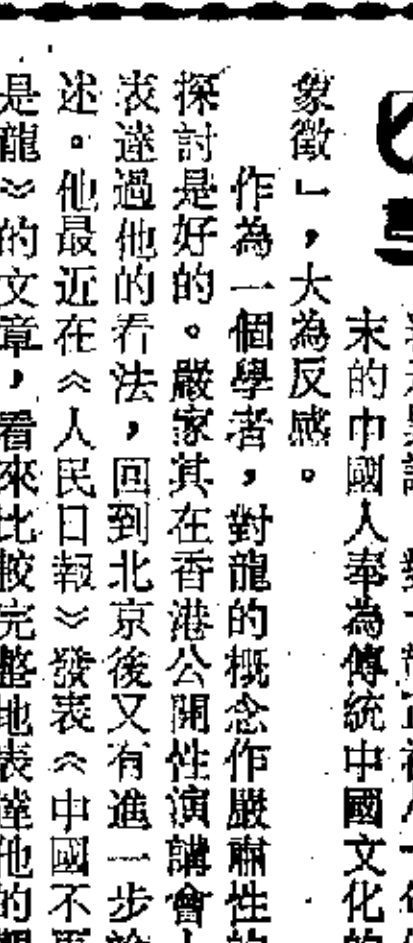 末的中國人奉為傳統中國文化的
象徵」，大為反感。
作為一個學者，對龍的概念作嚴肅性的
探討是好的。嚴家其在香港公開性演講會上
表達過他的看法，回到北京後又有進一步論
述。他最近在《人民日報》發表《中國不再
是龍》的文章，看來比較完整地表達他的觀